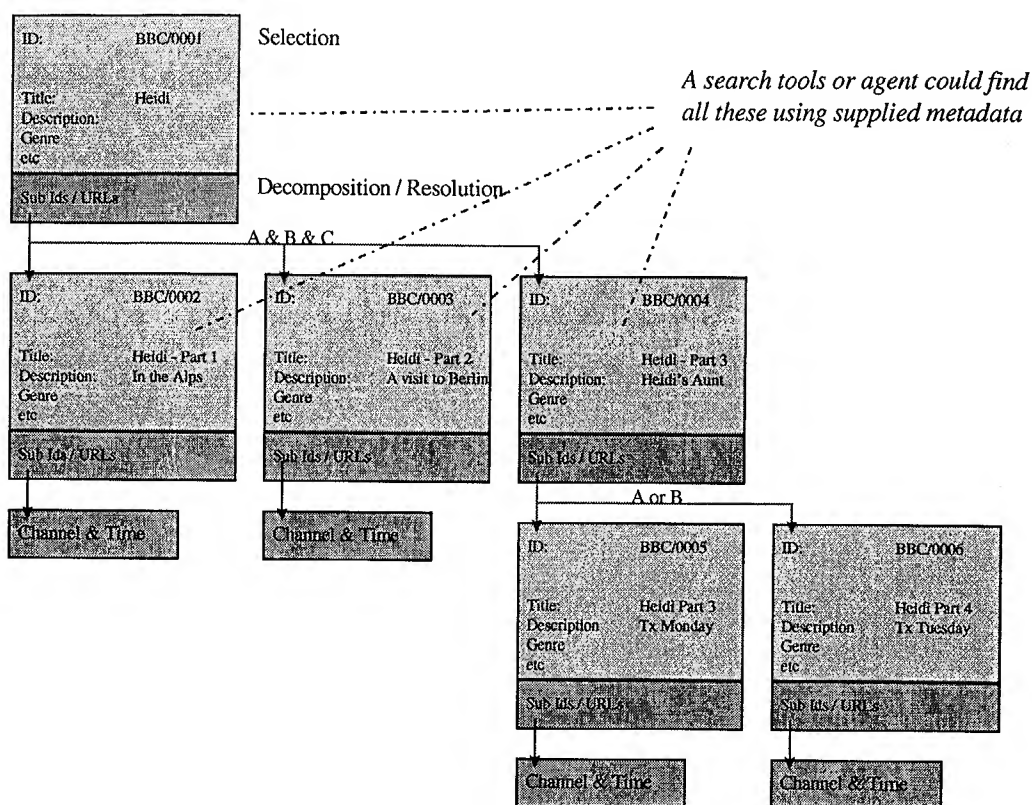 ID: BBC/0001
Title: Heidi
Description:
Genre
etc
Sub Ids / URLs
Selection
A search tools or agent could find
all these using supplied metadata
Decomposition / Resolution
A & B & C
ID: BBC/0002
Title: Heidi - Part 1
Description: In the Alps
Genre
etc
Sub Ids / URLs
Channel & Time
ID: BBC/0003
Title: Heidi - Part 2
Description: A visit to Berlin
Genre
etc
Sub Ids / URLs
Channel & Time
ID: BBC/0004
Title: Heidi - Part 3
Description: Heidi's Aunt
Genre
etc
Sub Ids / URLs
A or B
ID: BBC/0005
Title: Heidi Part 3
Description Tx Monday
Genre
etc
Sub Ids / URLs
Channel & Time
ID: BBC/0006
Title: Heidi Part 4
Description Tx Tuesday
Genre
etc
Sub Ids / URLs
Channel & Time